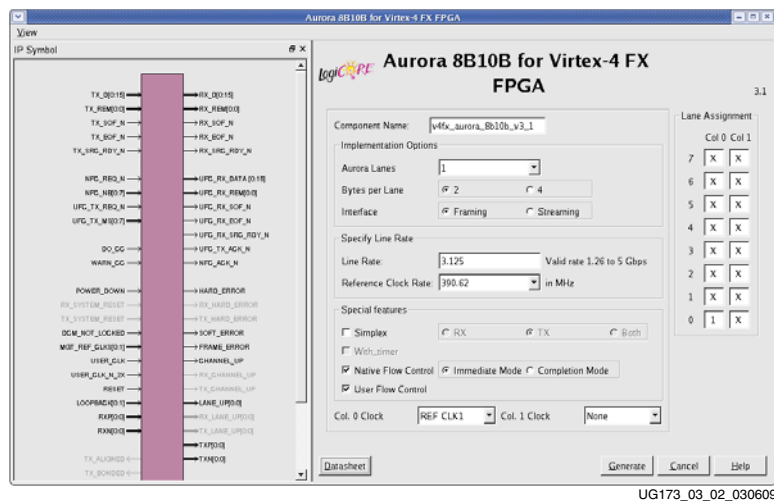 Aurora 8B10B for Virtex-4 FX FPGA
View
IP Symbol
TX_D[0:15]
TX_REM[0:0]
TX_SOF_N
TX_EOF_N
TX_SRC_RDY_N
NFC_REQ_N
NFC_NB[0:7]
UFC_TX_REQ_N
UFC_TX_MS[0:7]
DO_CC
WARN_CC
POWER_DOWN
RX_SYSTEM_RESET
TX_SYSTEM_RESET
DCM_NOT_LOCKED
MGT_REF_CLKS[0:1]
USER_CLK
USER_CLK_N_2X
RESET
LOOPBACK[0:1]
RXP[0:0]
RXN[0:0]
TX_ALIGNED
TX_BONDED
RX_D[0:15]
RX_REM[0:0]
RX_SOF_N
RX_EOF_N
RX_SRC_RDY_N
UFC_RX_DATA [0:15]
UFC_RX_REM[0:0]
UFC_RX_SOF_N
UFC_RX_EOF_N
UFC_RX_SRC_RDY_N
UFC_TX_ACK_N
NFC_ACK_N
HARD_ERROR
RX_HARD_ERROR
TX_HARD_ERROR
SOFT_ERROR
FRAME_ERROR
CHANNEL_UP
RX_CHANNEL_UP
TX_CHANNEL_UP
LANE_UP[0:0]
RX_LANE_UP[0:0]
TX_LANE_UP[0:0]
TXP[0:0]
TXN[0:0]
LogiCORE
Aurora 8B10B for Virtex-4 FX
FPGA
3.1
Component Name: v4fx_aurora_8b10b_v3_1
Implementation Options
Aurora Lanes 1
Bytes per Lane 2 4
Interface Framing Streaming
Specify Line Rate
Line Rate: 3.125 Valid rate 1.26 to 5 Gbps
Reference Clock Rate: 390.62 in MHz
Special features
Simplex RX TX Both
With_timer
Native Flow Control Immediate Mode Completion Mode
User Flow Control
Col. 0 Clock REF CLK1 Col. 1 Clock None
Lane Assignment
Col 0 Col 1
7 X X
6 X X
5 X X
4 X X
3 X X
2 X X
1 X X
0 1 X
Datasheet Generate Cancel Help
UG173_03_02_030609